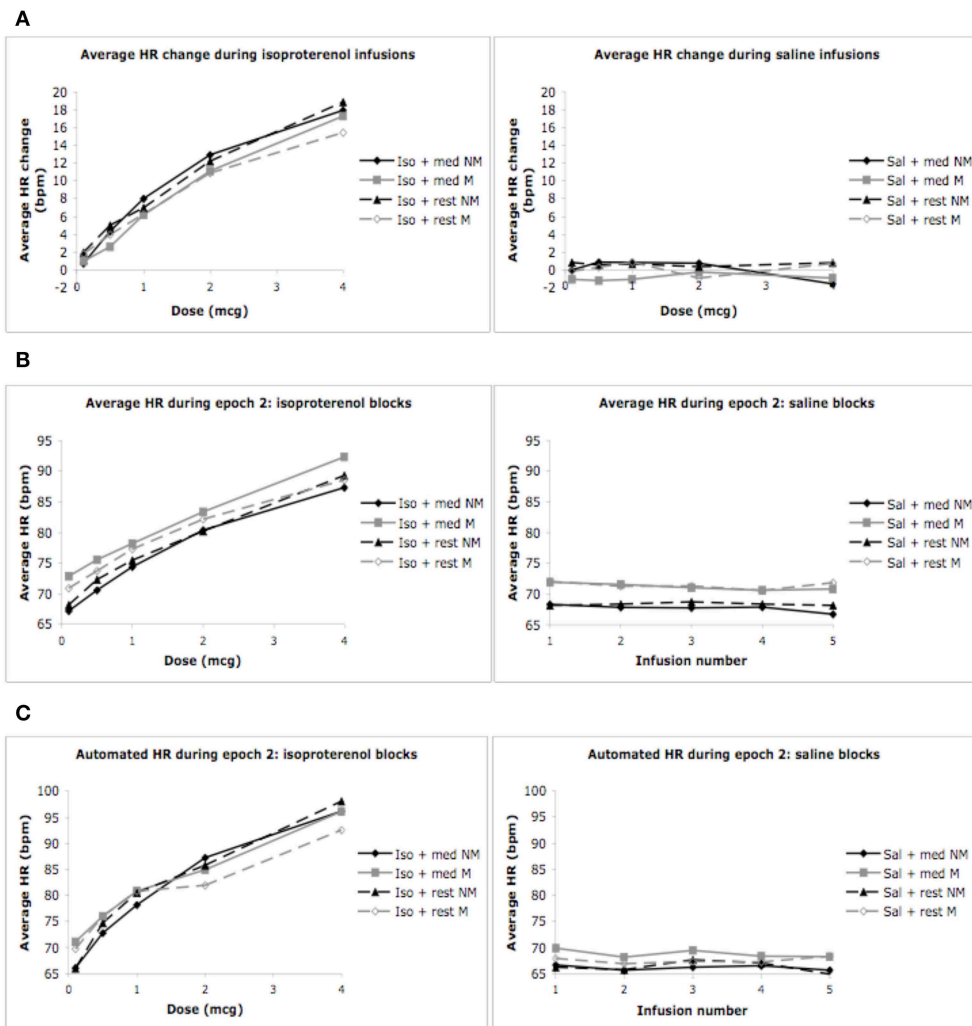 A
Average HR change during isoproterenol infusions
Average HR change
(bpm)
20
18
16
14
12
10
8
6
4
2
0
-2
0
1
2
3
4
Dose (mcg)
Iso + med NM
Iso + med M
Iso + rest NM
Iso + rest M
Average HR change during saline infusions
Average HR change
(bpm)
20
18
16
14
12
10
8
6
4
2
0
-2
0
1
2
3
4
Dose (mcg)
Sal + med NM
Sal + med M
Sal + rest NM
Sal + rest M
B
Average HR during epoch 2: isoproterenol blocks
Average HR (bpm)
95
90
85
80
75
70
65
0
1
2
3
4
Dose (mcg)
Iso + med NM
Iso + med M
Iso + rest NM
Iso + rest M
Average HR during epoch 2: saline blocks
Average HR (bpm)
95
90
85
80
75
70
65
1
2
3
4
5
Infusion number
Sal + med NM
Sal + med M
Sal + rest NM
Sal + rest M
C
Automated HR during epoch 2: isoproterenol blocks
Average HR (bpm)
100
95
90
85
80
75
70
65
0
1
2
3
4
Dose (mcg)
Iso + med NM
Iso + med M
Iso + rest NM
Iso + rest M
Automated HR during epoch 2: saline blocks
Average HR (bpm)
100
95
90
85
80
75
70
65
1
2
3
4
5
Infusion number
Sal + med NM
Sal + med M
Sal + rest NM
Sal + rest M